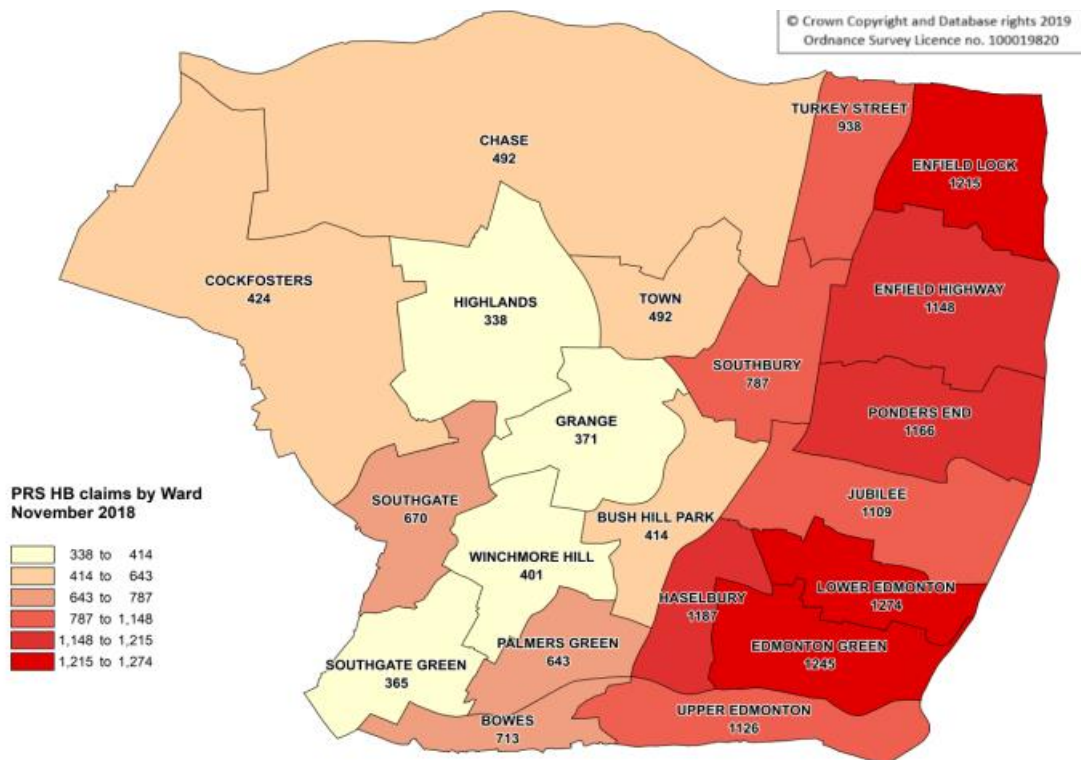 © Crown Copyright and Database rights 2019
Ordnance Survey Licence no. 100019820
TURKEY STREET
938
CHASE
492
ENFIELD LOCK
1215
COCKFOSTERS
424
HIGHLANDS
338
TOWN
492
ENFIELD HIGHWAY
1148
SOUTHBURY
787
GRANGE
371
PONDERS END
1166
SOUTHGATE
670
JUBILEE
1109
BUSH HILL PARK
414
WINCHMORE HILL
401
HASELBURY
1187
LOWER EDMONTON
1274
PALMERS GREEN
643
EDMONTON GREEN
1245
SOUTHGATE GREEN
365
BOWES
713
UPPER EDMONTON
1126
PRS HB claims by Ward
November 2018
338 to 414
414 to 643
643 to 787
787 to 1,148
1,148 to 1,215
1,215 to 1,274